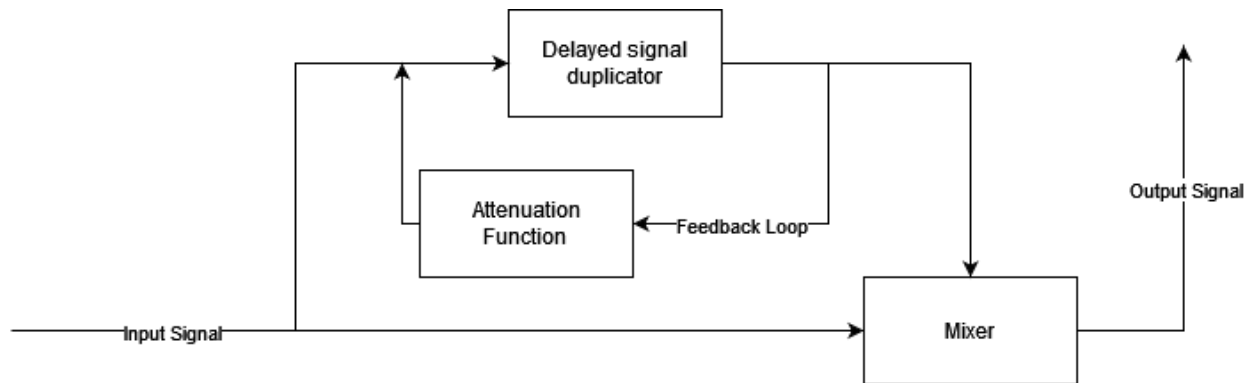 Delayed signal
duplicator
Attenuation
Function
Feedback Loop
Output Signal
Input Signal
Mixer